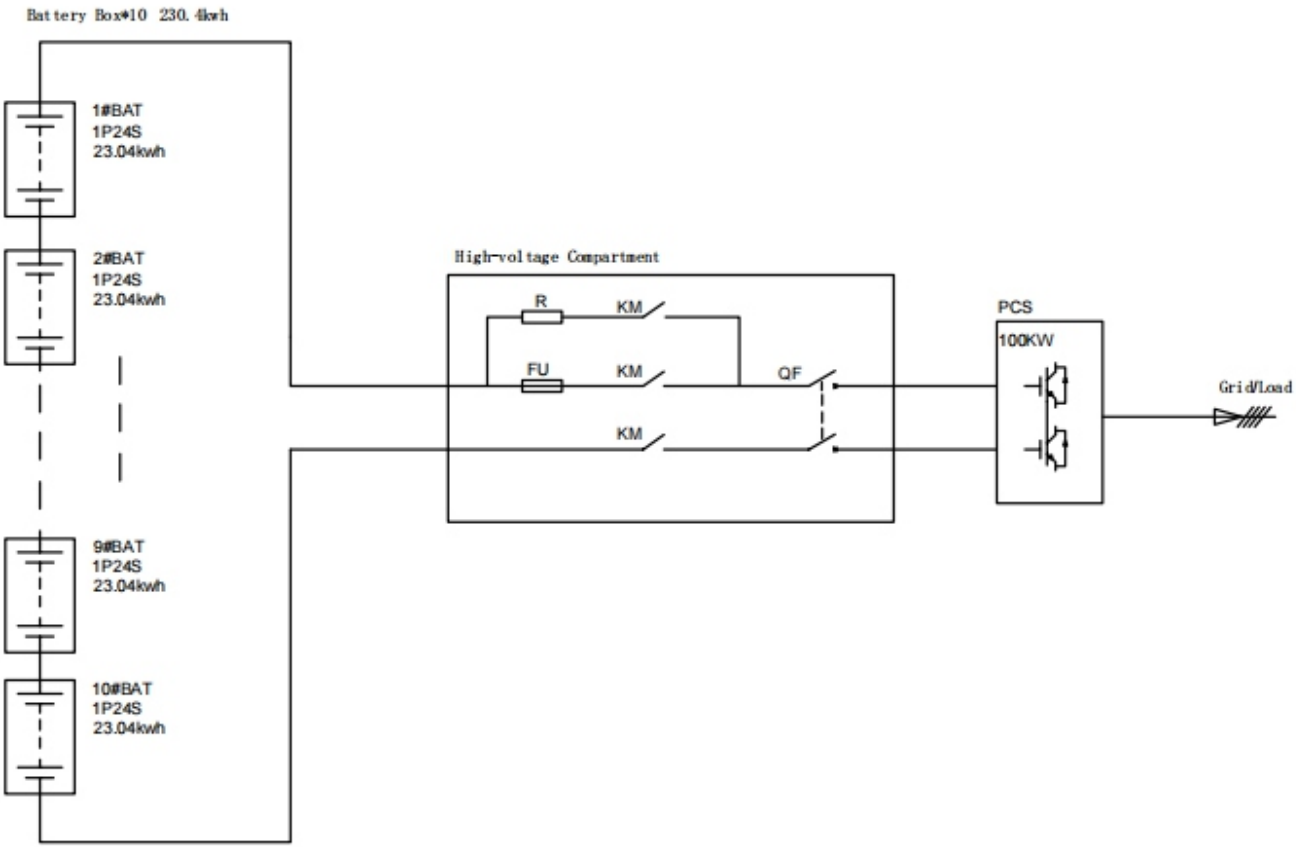 Battery Box*10 230.4kwh
1#BAT
1P24S
23.04kwh
2#BAT
1P24S
23.04kwh
9#BAT
1P24S
23.04kwh
10#BAT
1P24S
23.04kwh
High-voltage Compartment
R
KM
FU
KM
QF
KM
PCS
100KW
Grid/Load